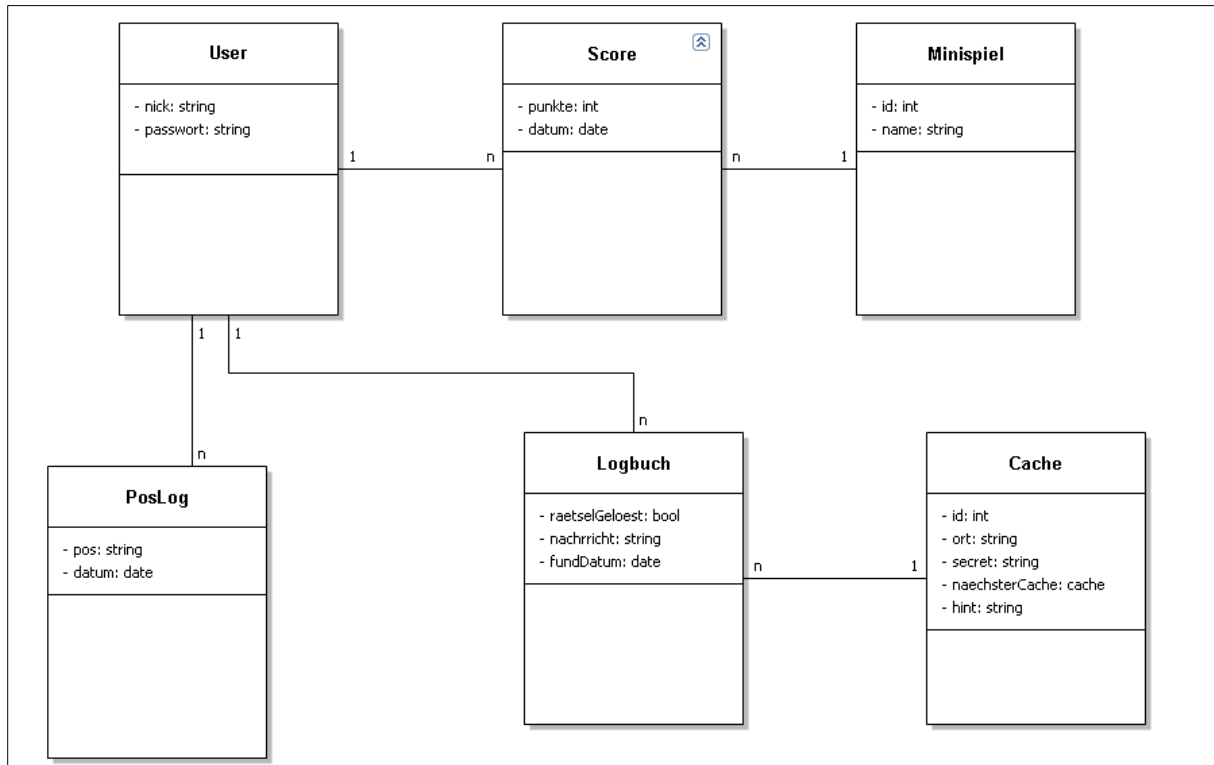 User
- nick: string
- passwort: string
1
n
Score
- punkte: int
- datum: date
n
1
Minispiel
- id: int
- name: string
1
1
n
n
PosLog
- pos: string
- datum: date
Logbuch
- raetselGeloest: bool
- nachrricht: string
- fundDatum: date
n
1
Cache
- id: int
- ort: string
- secret: string
- naechsterCache: cache
- hint: string